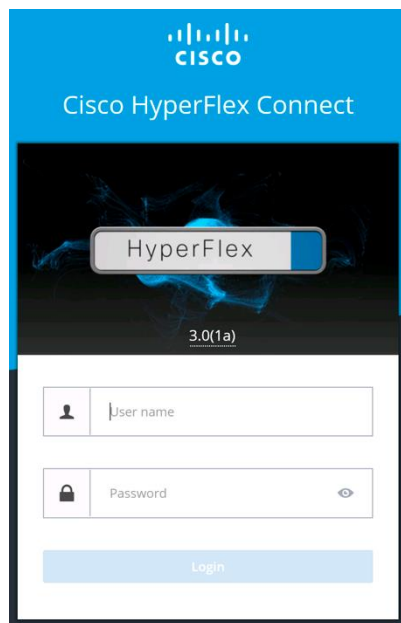 CISCO
Cisco HyperFlex Connect
HyperFlex
3.0(1a)
User name
Password
Login